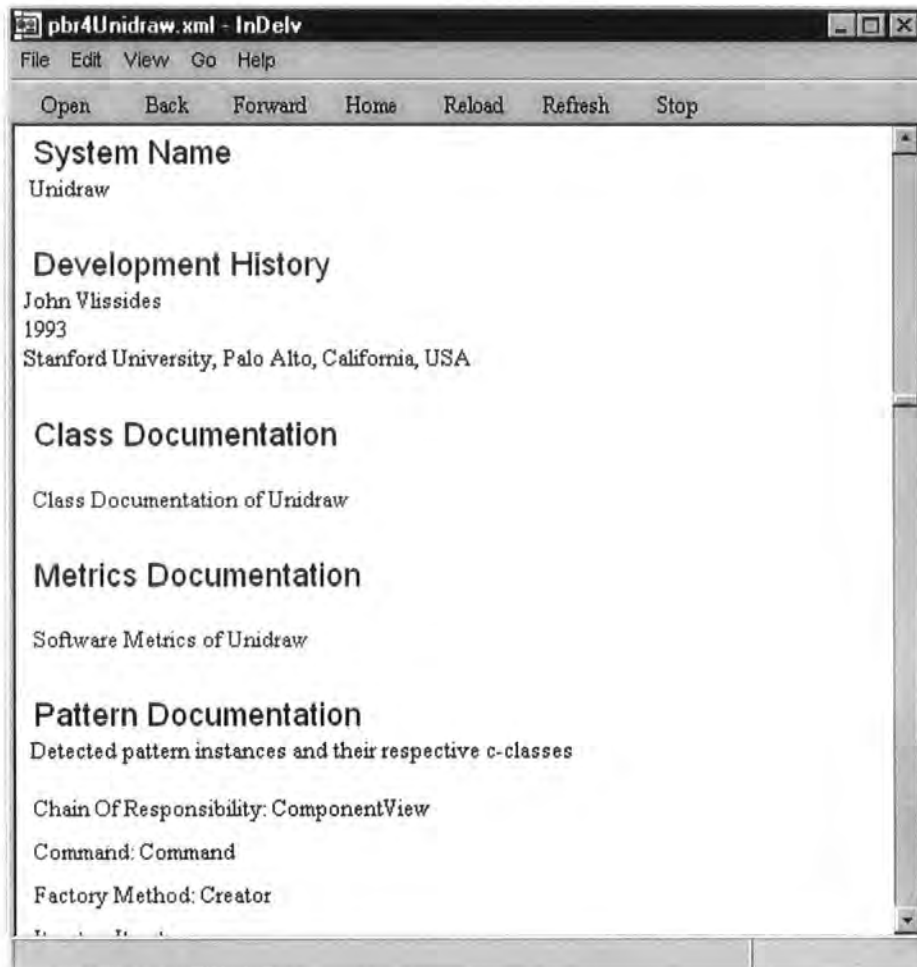 pbr4Unidraw.xml - InDelv
File Edit View Go Help
Open Back Forward Home Reload Refresh Stop
System Name
Unidraw
Development History
John Vlissides
1993
Stanford University, Palo Alto, California, USA
Class Documentation
Class Documentation of Unidraw
Metrics Documentation
Software Metrics of Unidraw
Pattern Documentation
Detected pattern instances and their respective c-classes
Chain Of Responsibility: ComponentView
Command: Command
Factory Method: Creator